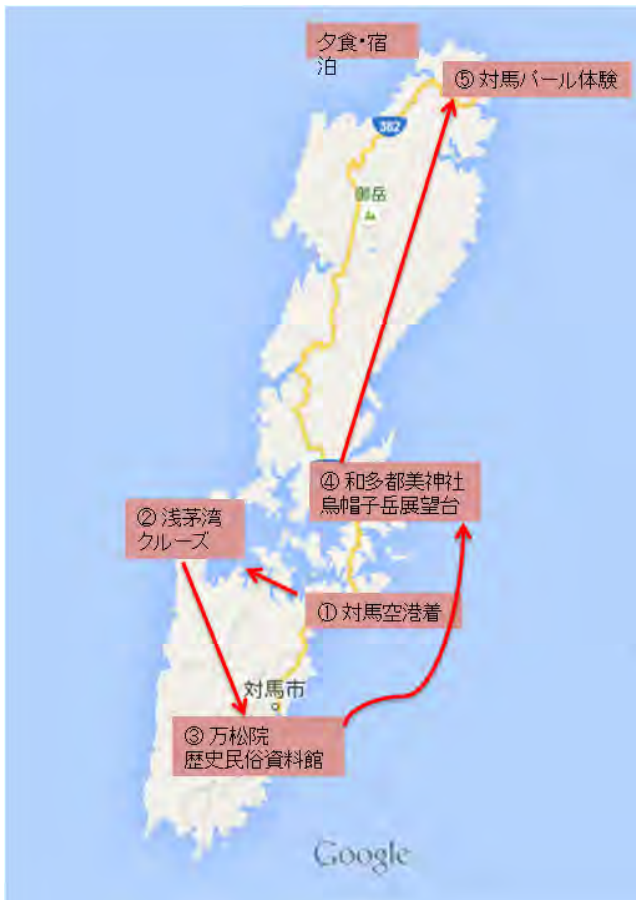 夕食・宿
泊
⑤ 対馬パール体験
382
御岳
④ 和多都美神社
烏帽子岳展望台
② 浅茅湾
クルーズ
① 対馬空港着
対馬市
③ 万松院
歴史民俗資料館
Google